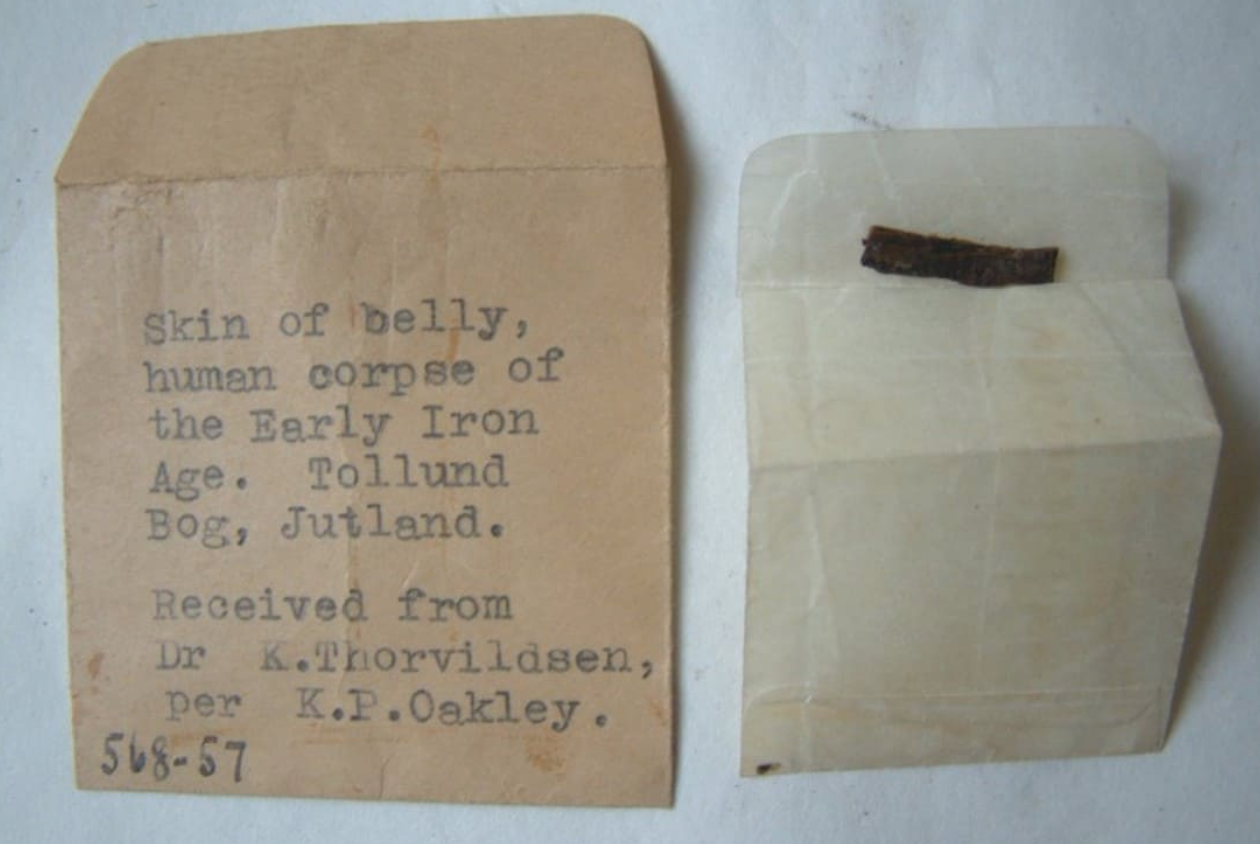 Skin of belly,
human corpse of
the Early Iron
Age. Tollund
Bog, Jutland.
Received from
Dr K.Thorvildsen,
per K.P.Oakley.
568-57